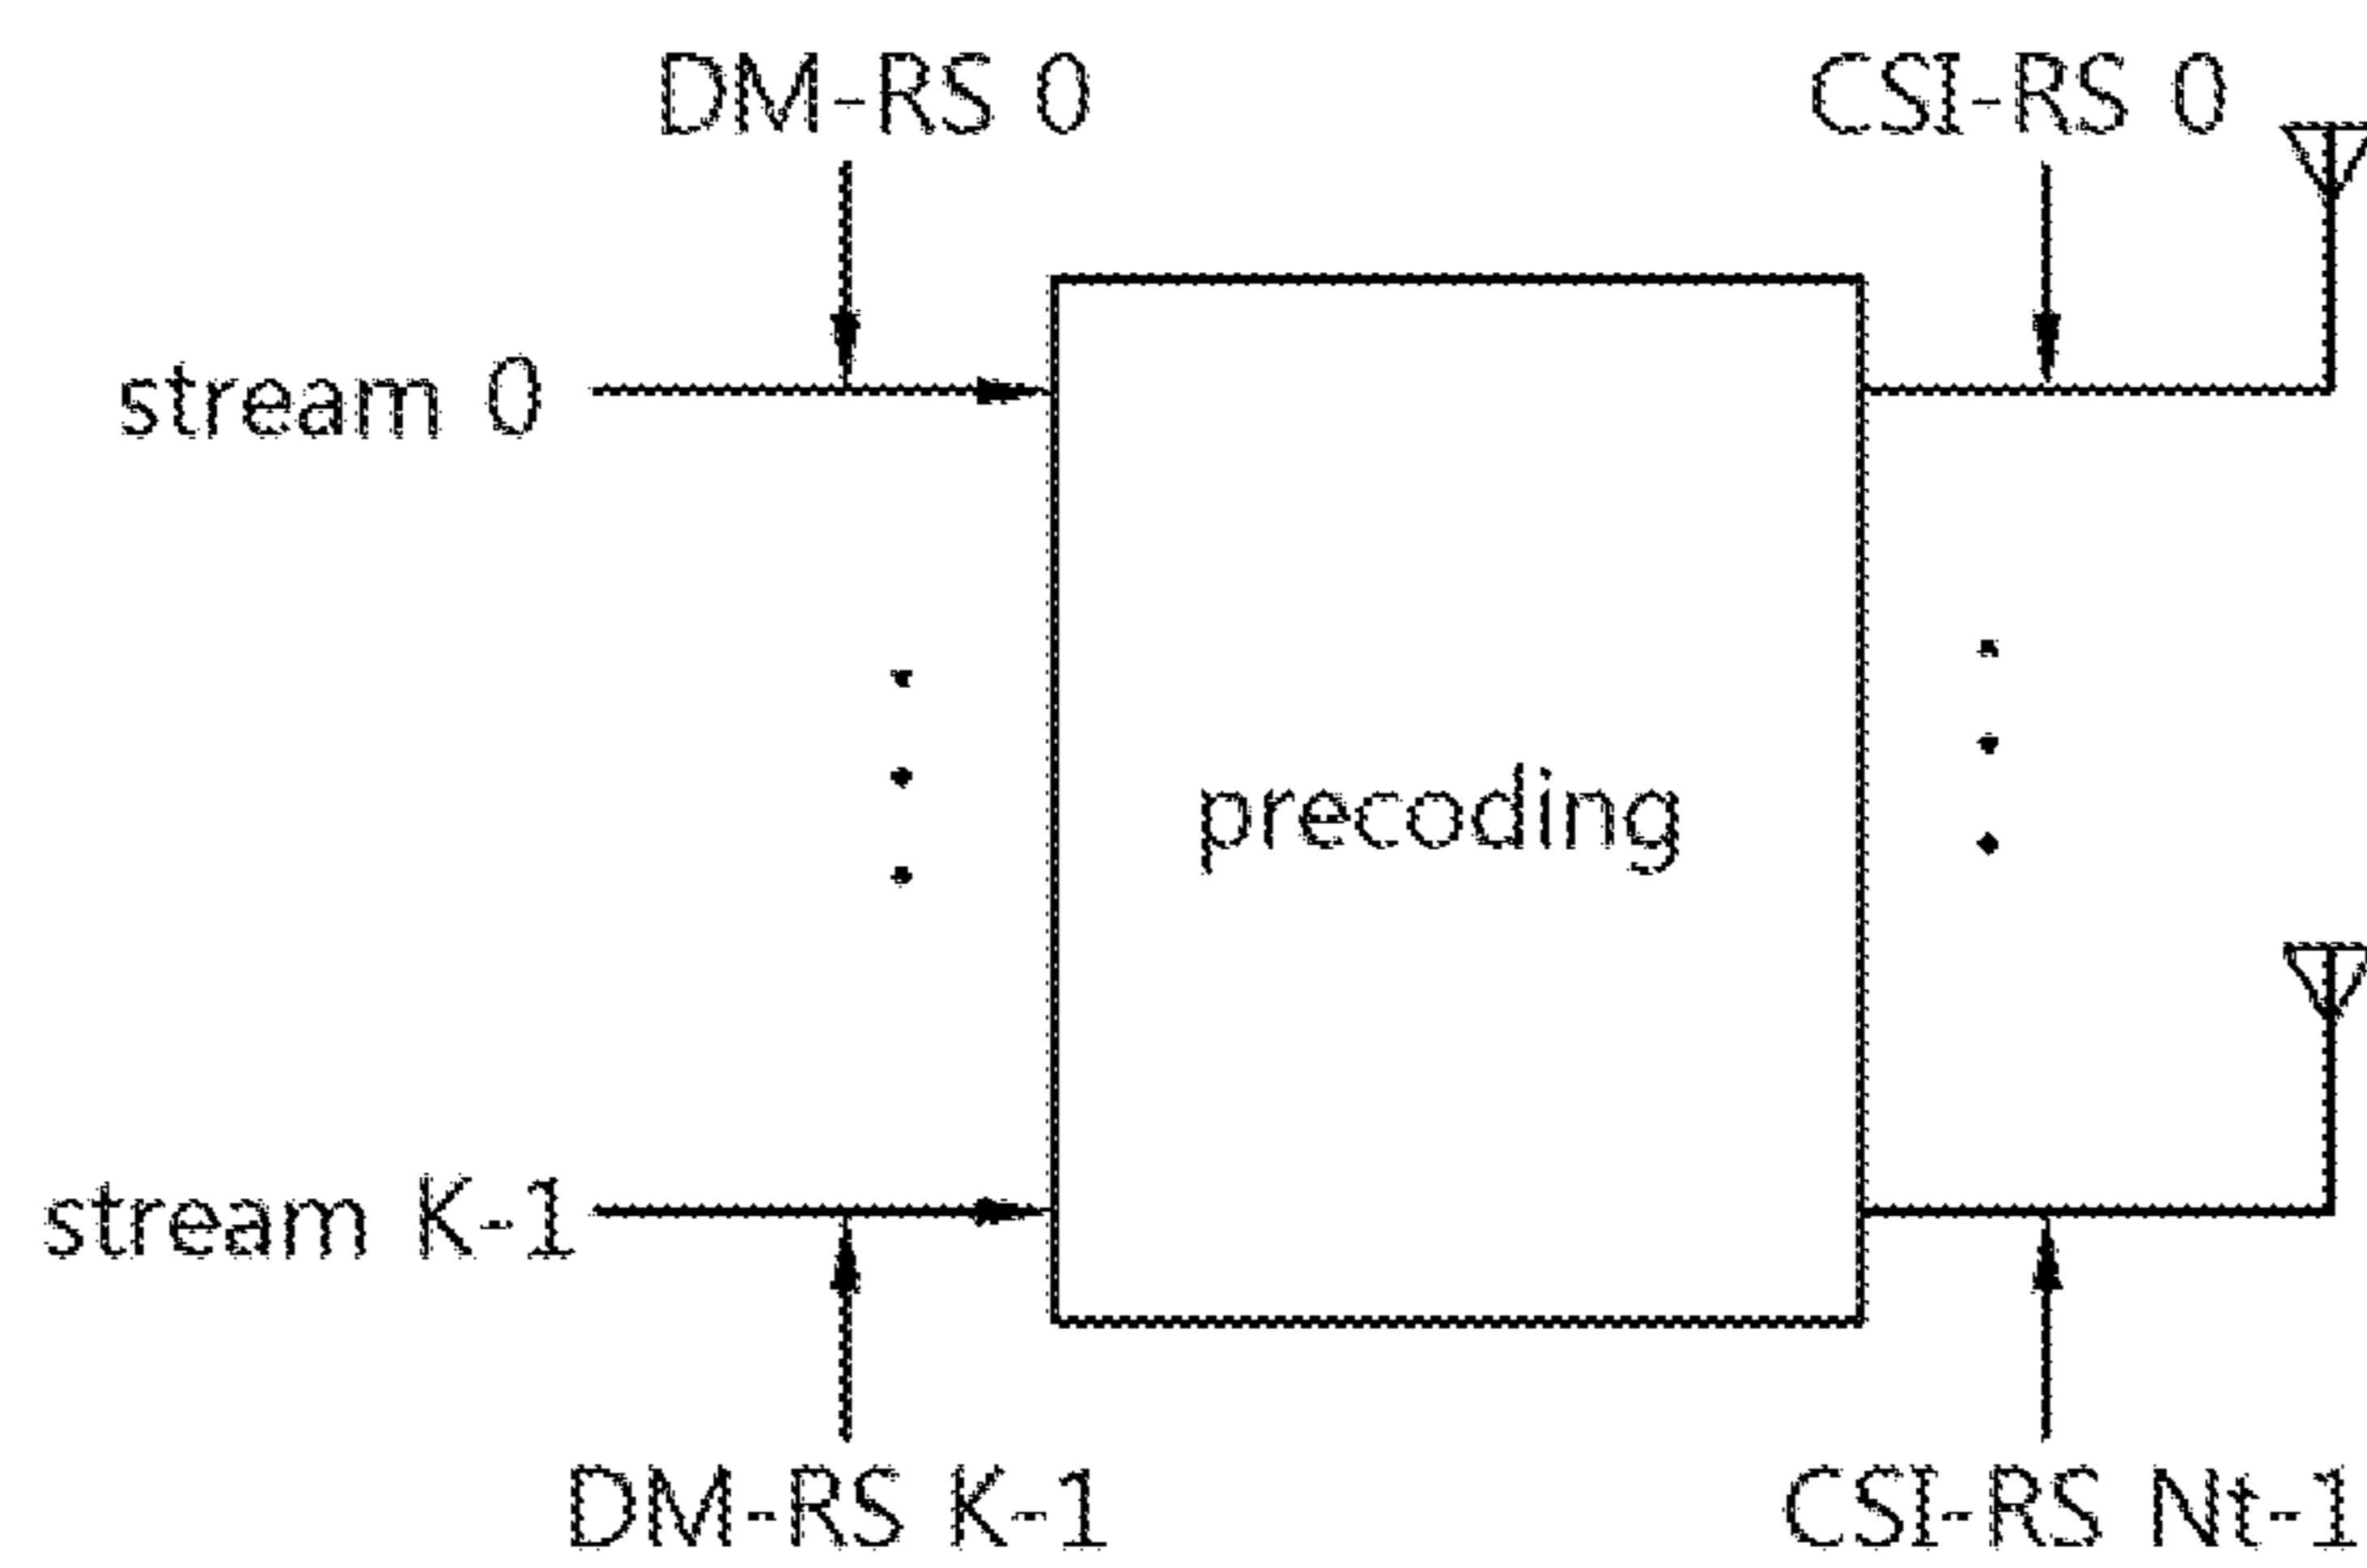 DM-RS 0
CSI-RS 0
stream 0
precoding
stream K-1
DM-RS K-1
CSI-RS Nt-1